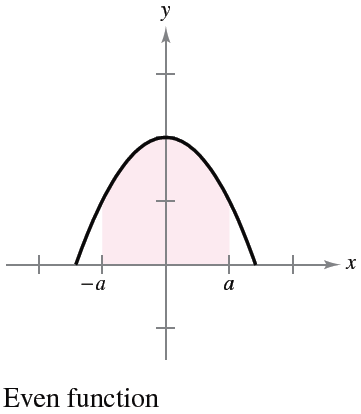 y
x
−a
a
Even function